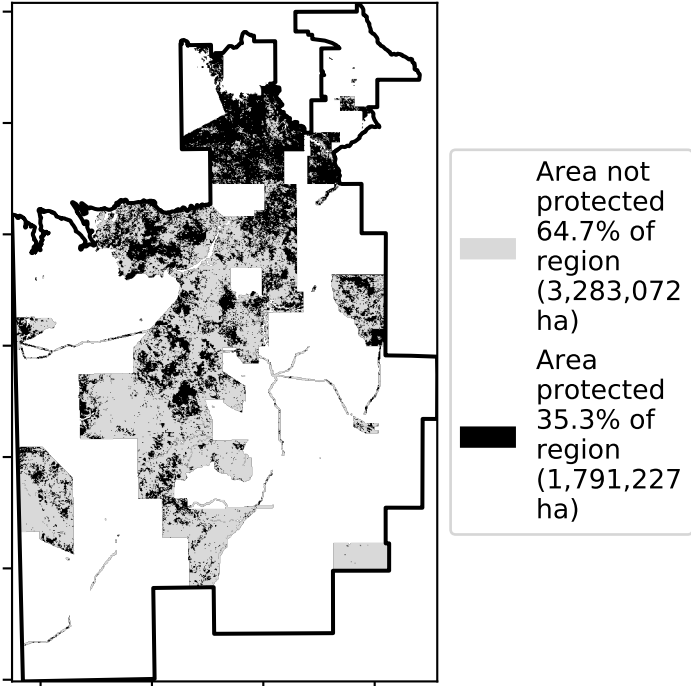 Area not
protected
64.7% of
region
(3,283,072
ha)
Area
protected
35.3% of
region
(1,791,227
ha)